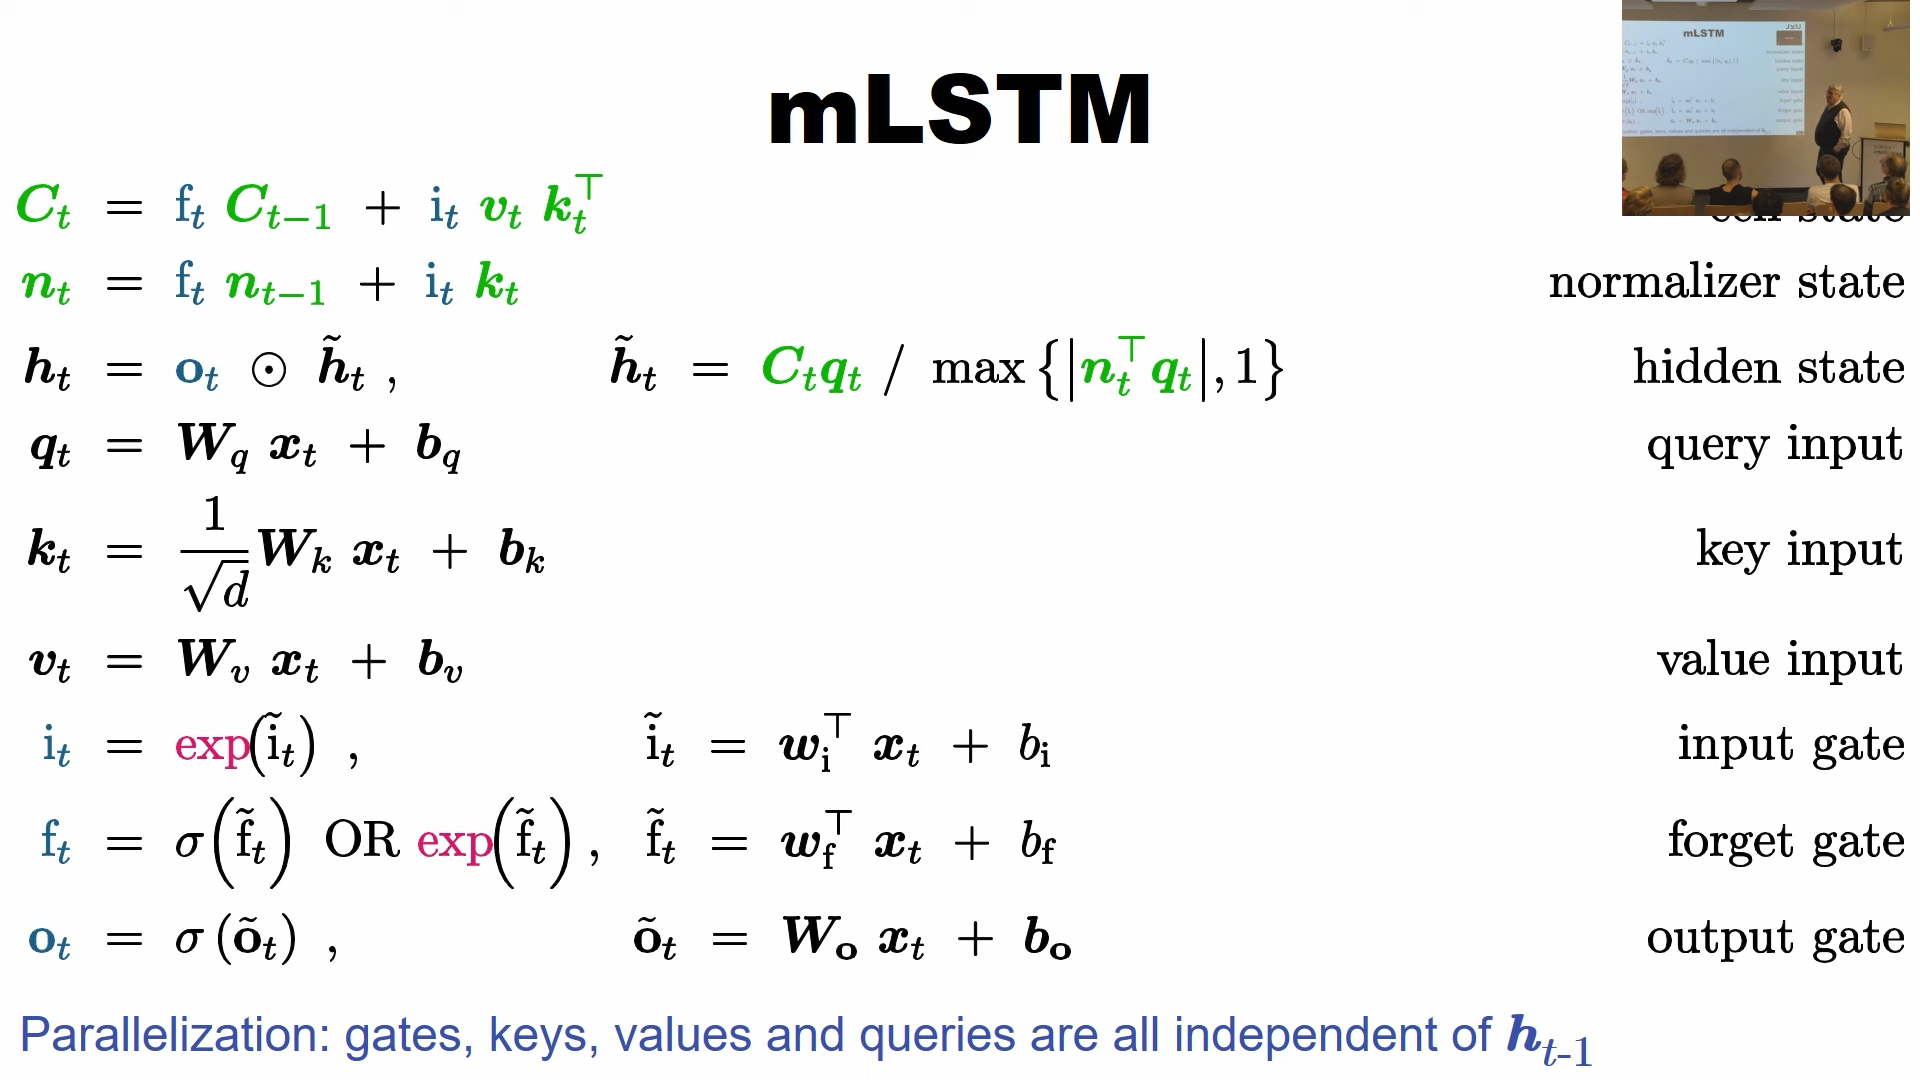 mLSTM
C_t = f_t C_{t−1} + i_t v_t k_t^⊤ cell state
n_t = f_t n_{t−1} + i_t k_t normalizer state
h_t = o_t ⊙ h̃_t , h̃_t = C_t q_t / max{|n_t^⊤ q_t|, 1} hidden state
q_t = W_q x_t + b_q query input
k_t = 1/√d W_k x_t + b_k key input
v_t = W_v x_t + b_v value input
i_t = exp(ĩ_t) , ĩ_t = w_i^⊤ x_t + b_i input gate
f_t = σ(f̃_t) OR exp(f̃_t) , f̃_t = w_f^⊤ x_t + b_f forget gate
o_t = σ(õ_t) , õ_t = W_o x_t + b_o output gate
Parallelization: gates, keys, values and queries are all independent of h_{t-1}
JKU
mLSTM